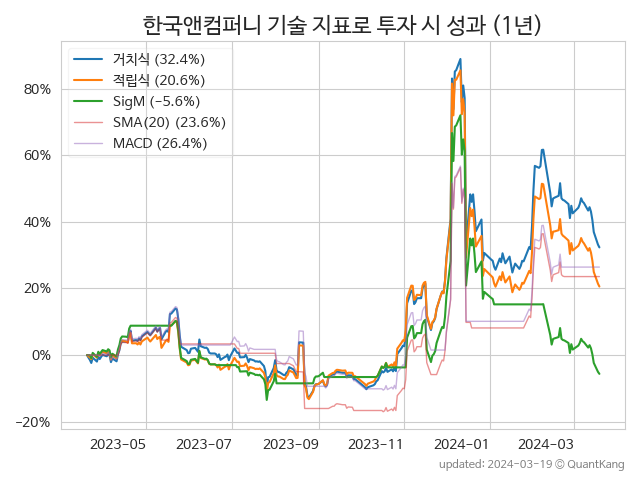 한국앤컴퍼니 기술 지표로 투자 시 성과 (1년)
거치식 (32.4%)
적립식 (20.6%)
SigM (−5.6%)
SMA(20) (23.6%)
MACD (26.4%)
80%
60%
40%
20%
0%
−20%
2023-05 2023-07 2023-09 2023-11 2024-01 2024-03
updated: 2024-03-19 © QuantKang